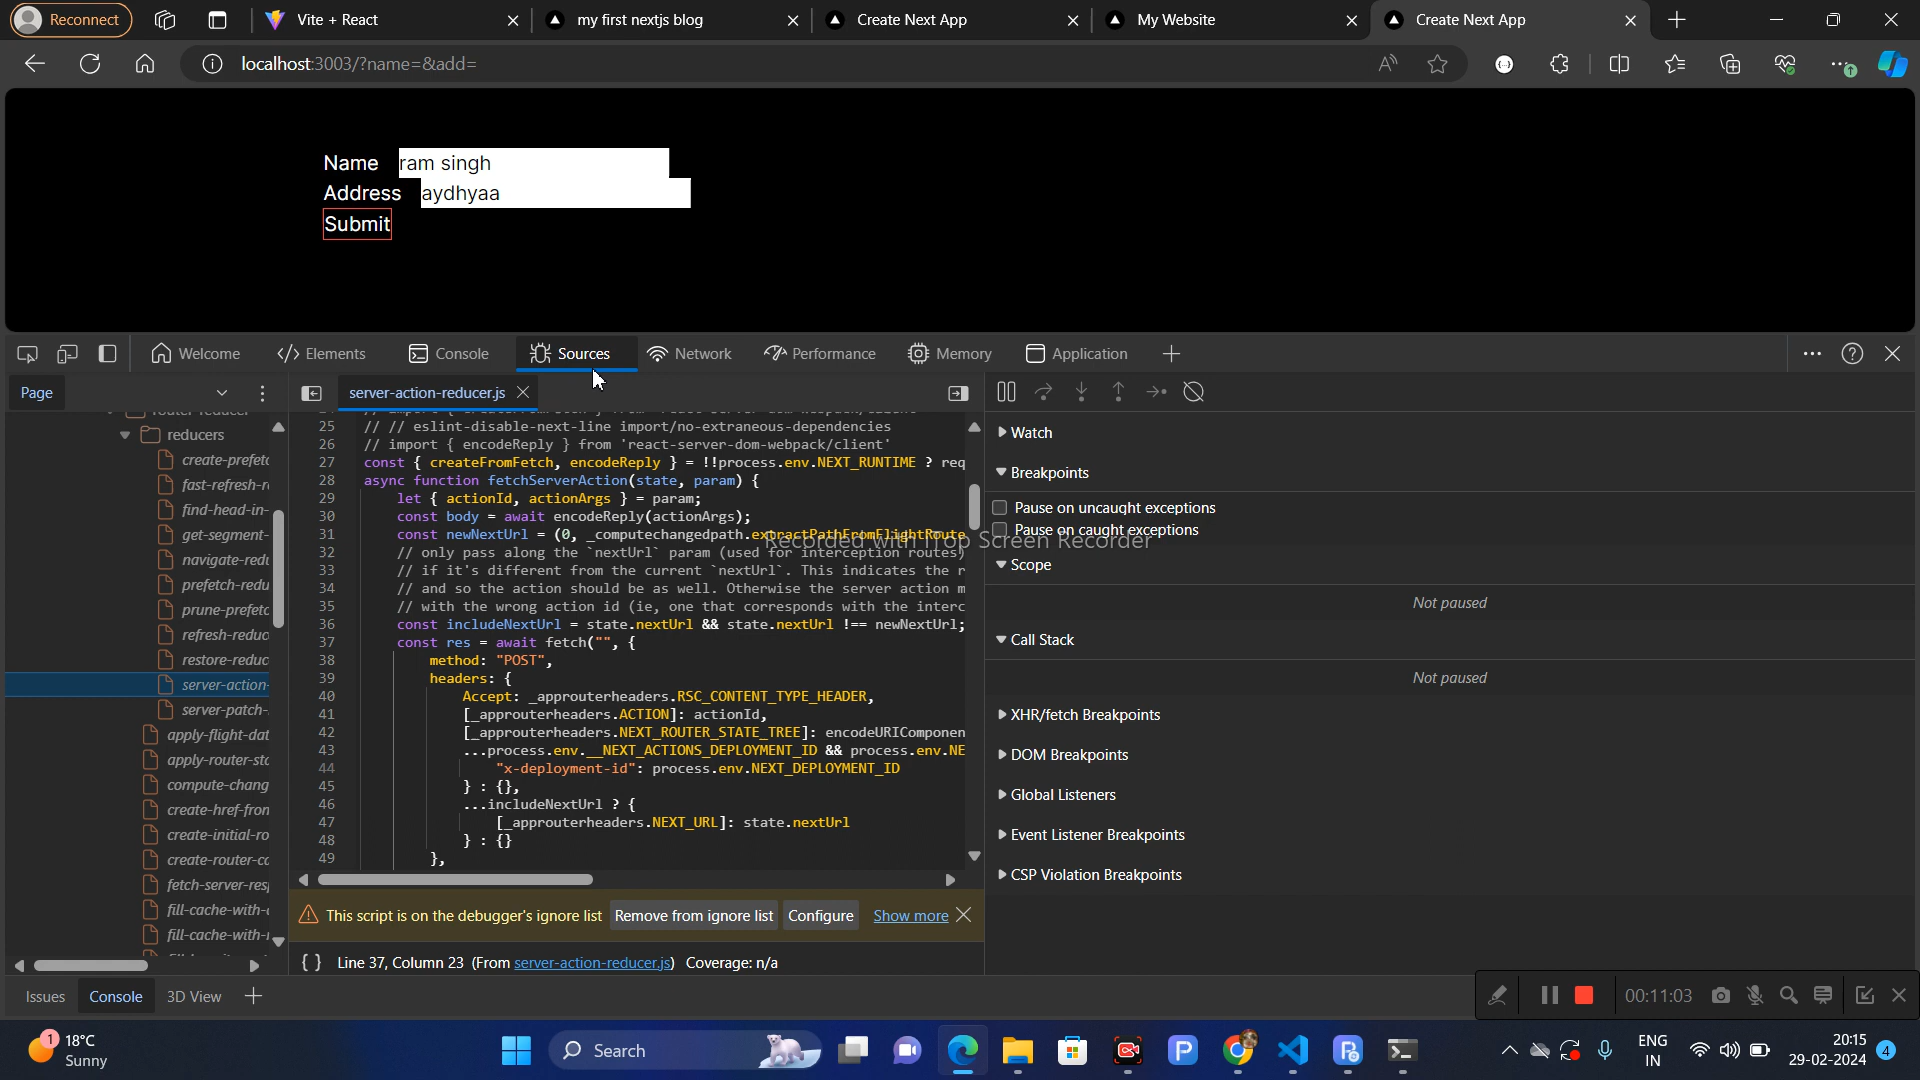 Reconnect
Vite + React
my first nextjs blog
Create Next App
My Website
Create Next App
localhost:3003/?name=&add=
Name ram singh
Address aydhyaa
Submit
Welcome
Elements
Console
Sources
Network
Performance
Memory
Application
Page
server-action-reducer.js
reducers
create-prefetc
fast-refresh-r
find-head-in-
get-segment-
navigate-redu
prefetch-redu
prune-prefetc
refresh-reduc
restore-reduc
server-action-
server-patch-
apply-flight-dat
apply-router-sta
compute-chang
create-href-fron
create-initial-ro
create-router-ca
fetch-server-resp
fill-cache-with-
fill-cache-with-
25 // // eslint-disable-next-line import/no-extraneous-dependencies
26 // import { encodeReply } from 'react-server-dom-webpack/client'
27 const { createFromFetch, encodeReply } = !!process.env.NEXT_RUNTIME ? req
28 async function fetchServerAction(state, param) {
29 let { actionId, actionArgs } = param;
30 const body = await encodeReply(actionArgs);
31 const newNextUrl = (0, _computechangedpath.extractPathFromFlightRoute
32 // only pass along the `nextUrl` param (used for interception routes)
33 // if it's different from the current `nextUrl`. This indicates the r
34 // and so the action should be as well. Otherwise the server action m
35 // with the wrong action id (ie, one that corresponds with the interc
36 const includeNextUrl = state.nextUrl && state.nextUrl !== newNextUrl;
37 const res = await fetch("", {
38 method: "POST",
39 headers: {
40 Accept: _approuterheaders.RSC_CONTENT_TYPE_HEADER,
41 [_approuterheaders.ACTION]: actionId,
42 [_approuterheaders.NEXT_ROUTER_STATE_TREE]: encodeURIComponen
43 ...process.env.__NEXT_ACTIONS_DEPLOYMENT_ID && process.env.NE
44 "x-deployment-id": process.env.NEXT_DEPLOYMENT_ID
45 } : {},
46 ...includeNextUrl ? {
47 [_approuterheaders.NEXT_URL]: state.nextUrl
48 } : {}
49 },
This script is on the debugger's ignore list Remove from ignore list Configure Show more
{ } Line 37, Column 23 (From server-action-reducer.js) Coverage: n/a
Watch
Breakpoints
Pause on uncaught exceptions
Pause on caught exceptions
Recorded with iTop Screen Recorder
Scope
Not paused
Call Stack
Not paused
XHR/fetch Breakpoints
DOM Breakpoints
Global Listeners
Event Listener Breakpoints
CSP Violation Breakpoints
Issues
Console
3D View
00:11:03
1
18°C
Sunny
Search
ENG
IN
20:15
29-02-2024
4